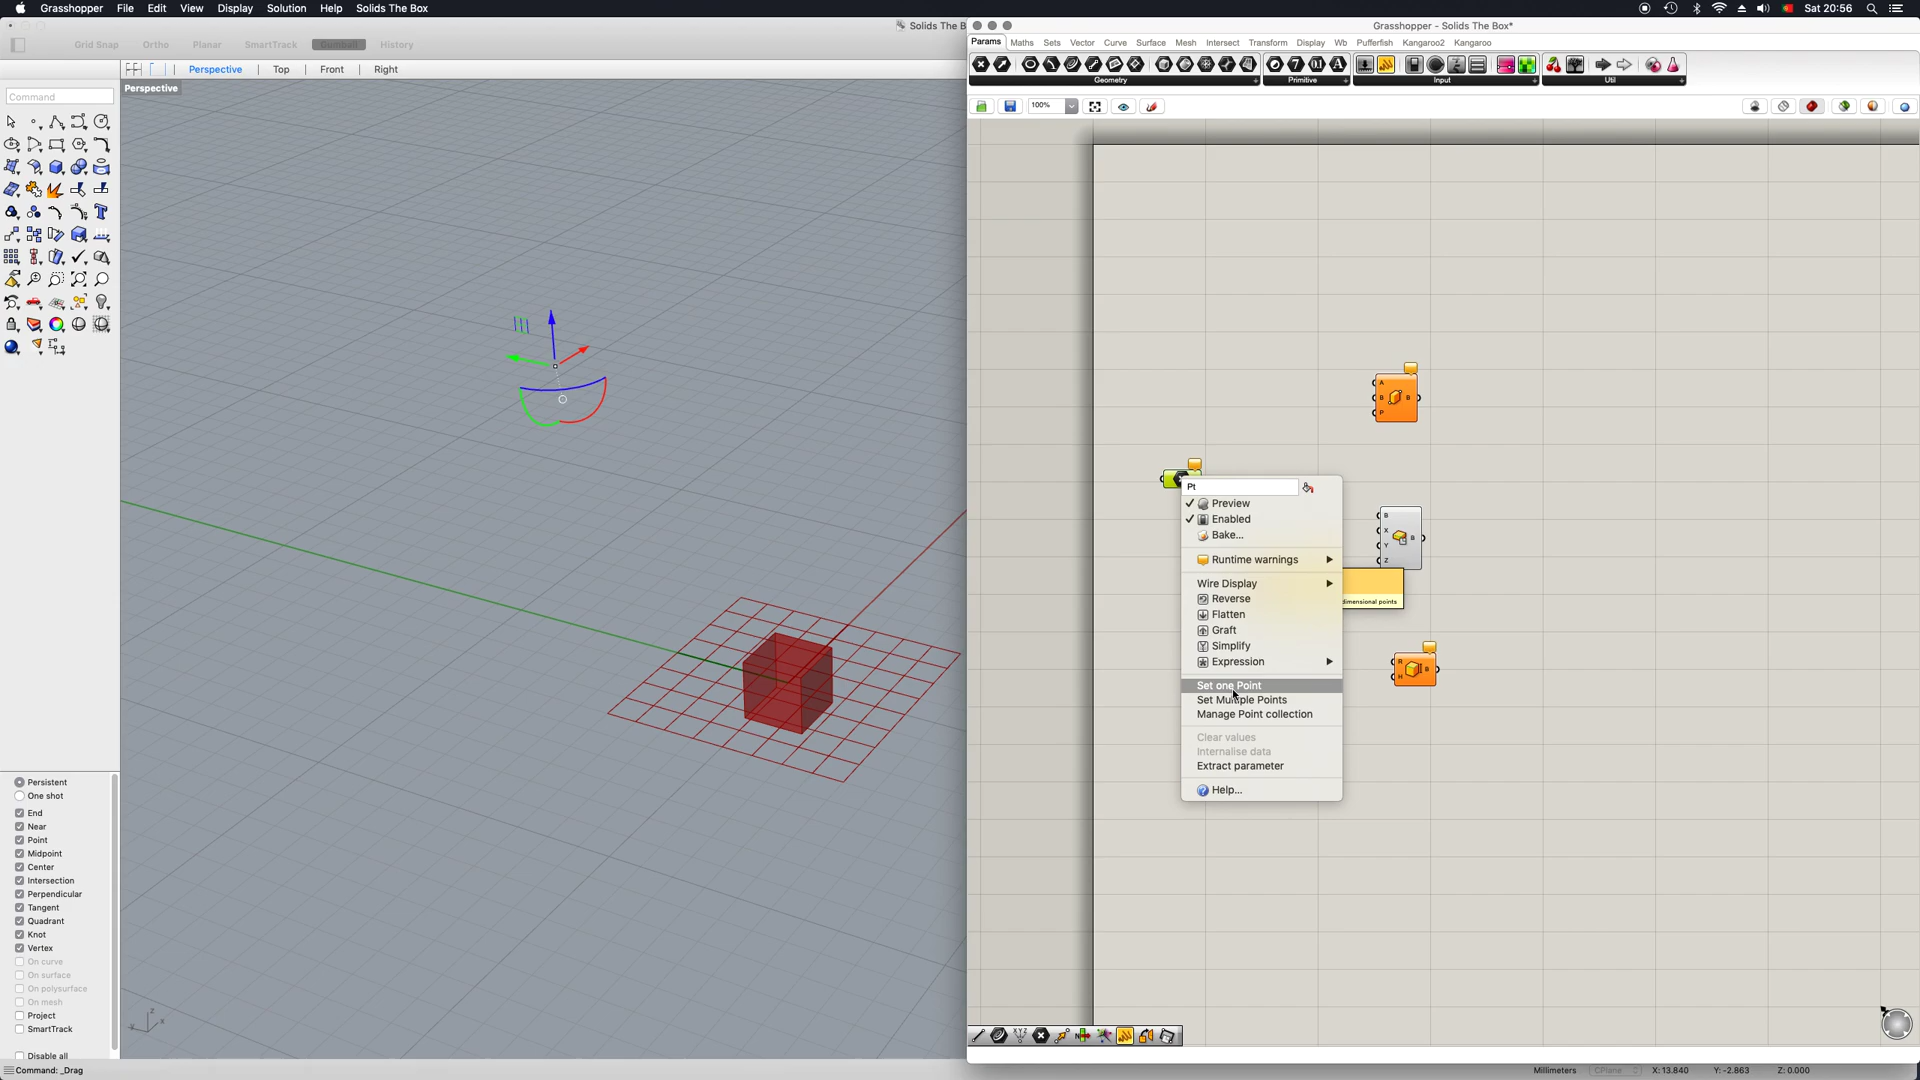 Grasshopper File Edit View Display Solution Help Solids The Box
Sat 20:56
Grid Snap Ortho Planar SmartTrack Gumball History
Solids The B
Grasshopper - Solids The Box*
Params Maths Sets Vector Curve Surface Mesh Intersect Transform Display Wb Pufferfish Kangaroo2 Kangaroo
Perspective Top Front Right
Geometry Primitive Input Util
Perspective
Command
100%
A
B
P
B
Pt
Preview
Enabled
Bake...
Runtime warnings
Wire Display
Reverse
Flatten
Graft
Simplify
Expression
Set one Point
Set Multiple Points
Manage Point collection
Clear values
Internalise data
Extract parameter
Help...
B
X
Y
Z
B
dimensional points
R
H
B
Persistent
One shot
End
Near
Point
Midpoint
Center
Intersection
Perpendicular
Tangent
Quadrant
Knot
Vertex
On curve
On surface
On polysurface
On mesh
Project
SmartTrack
Disable all
z
x
Command: _Drag
Millimeters CPlane X: 13.840 Y: -2.863 Z: 0.000